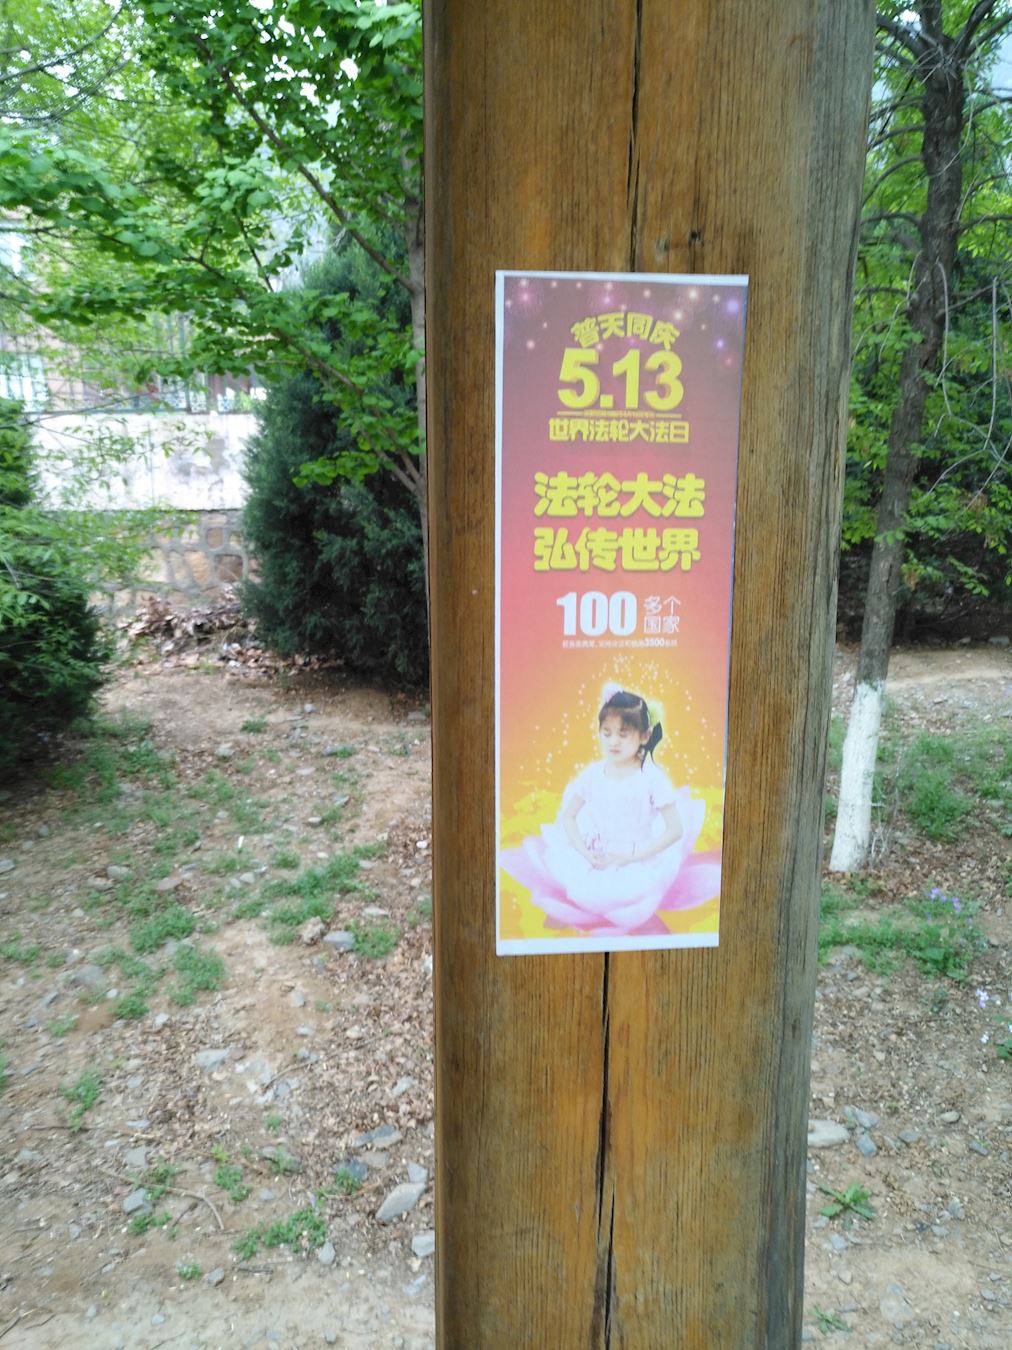 普天同庆
5.13
世界法轮大法日
法轮大法
弘传世界
100 多个
国家